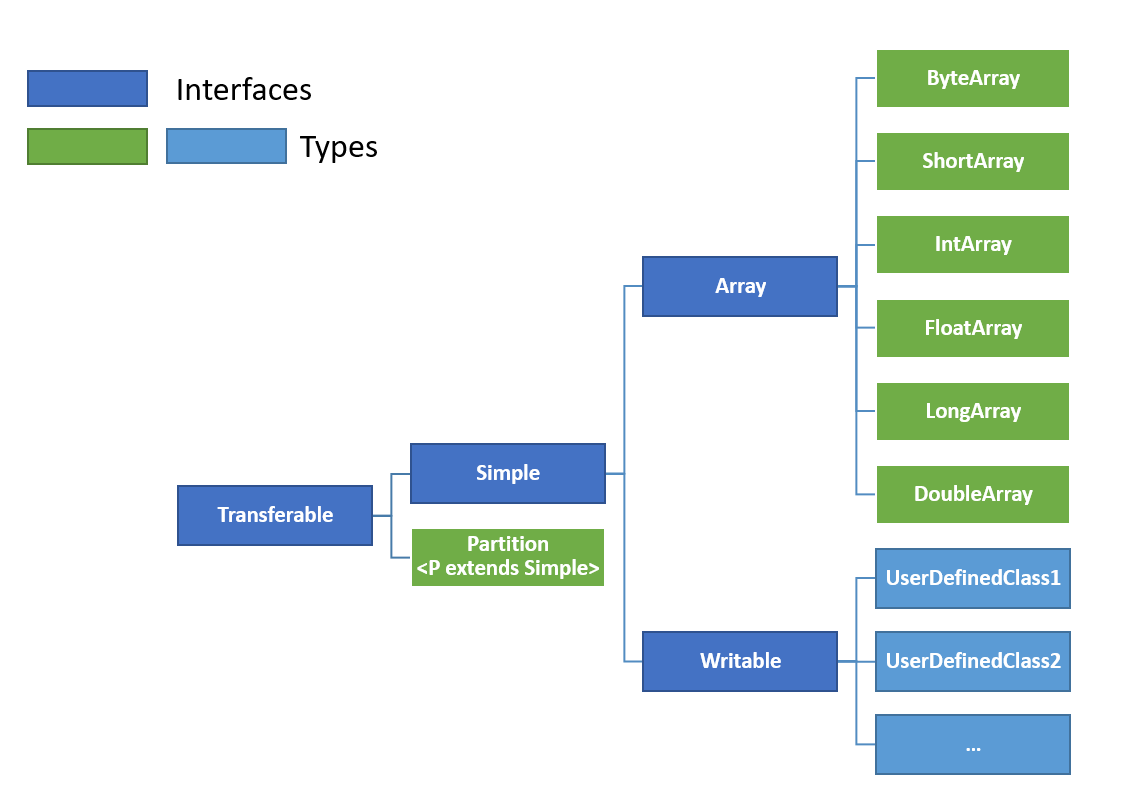 Interfaces
Types
Transferable
Simple
Partition
<P extends Simple>
Array
Writable
ByteArray
ShortArray
IntArray
FloatArray
LongArray
DoubleArray
UserDefinedClass1
UserDefinedClass2
...